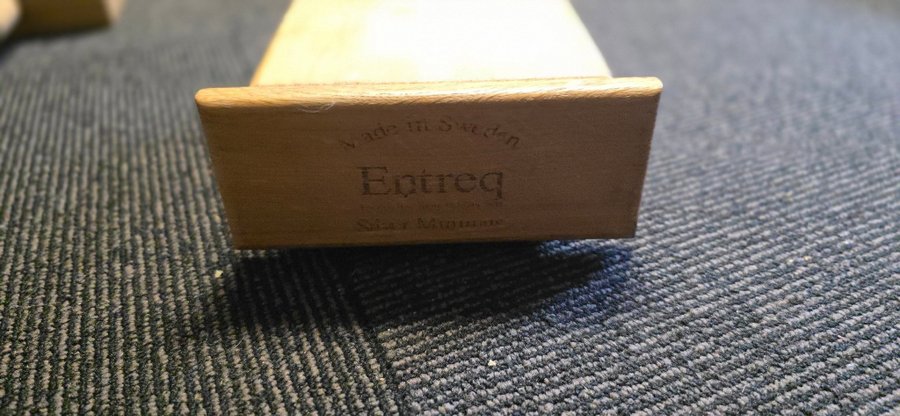 Made in Sweden
Entreq
Silver Minimus